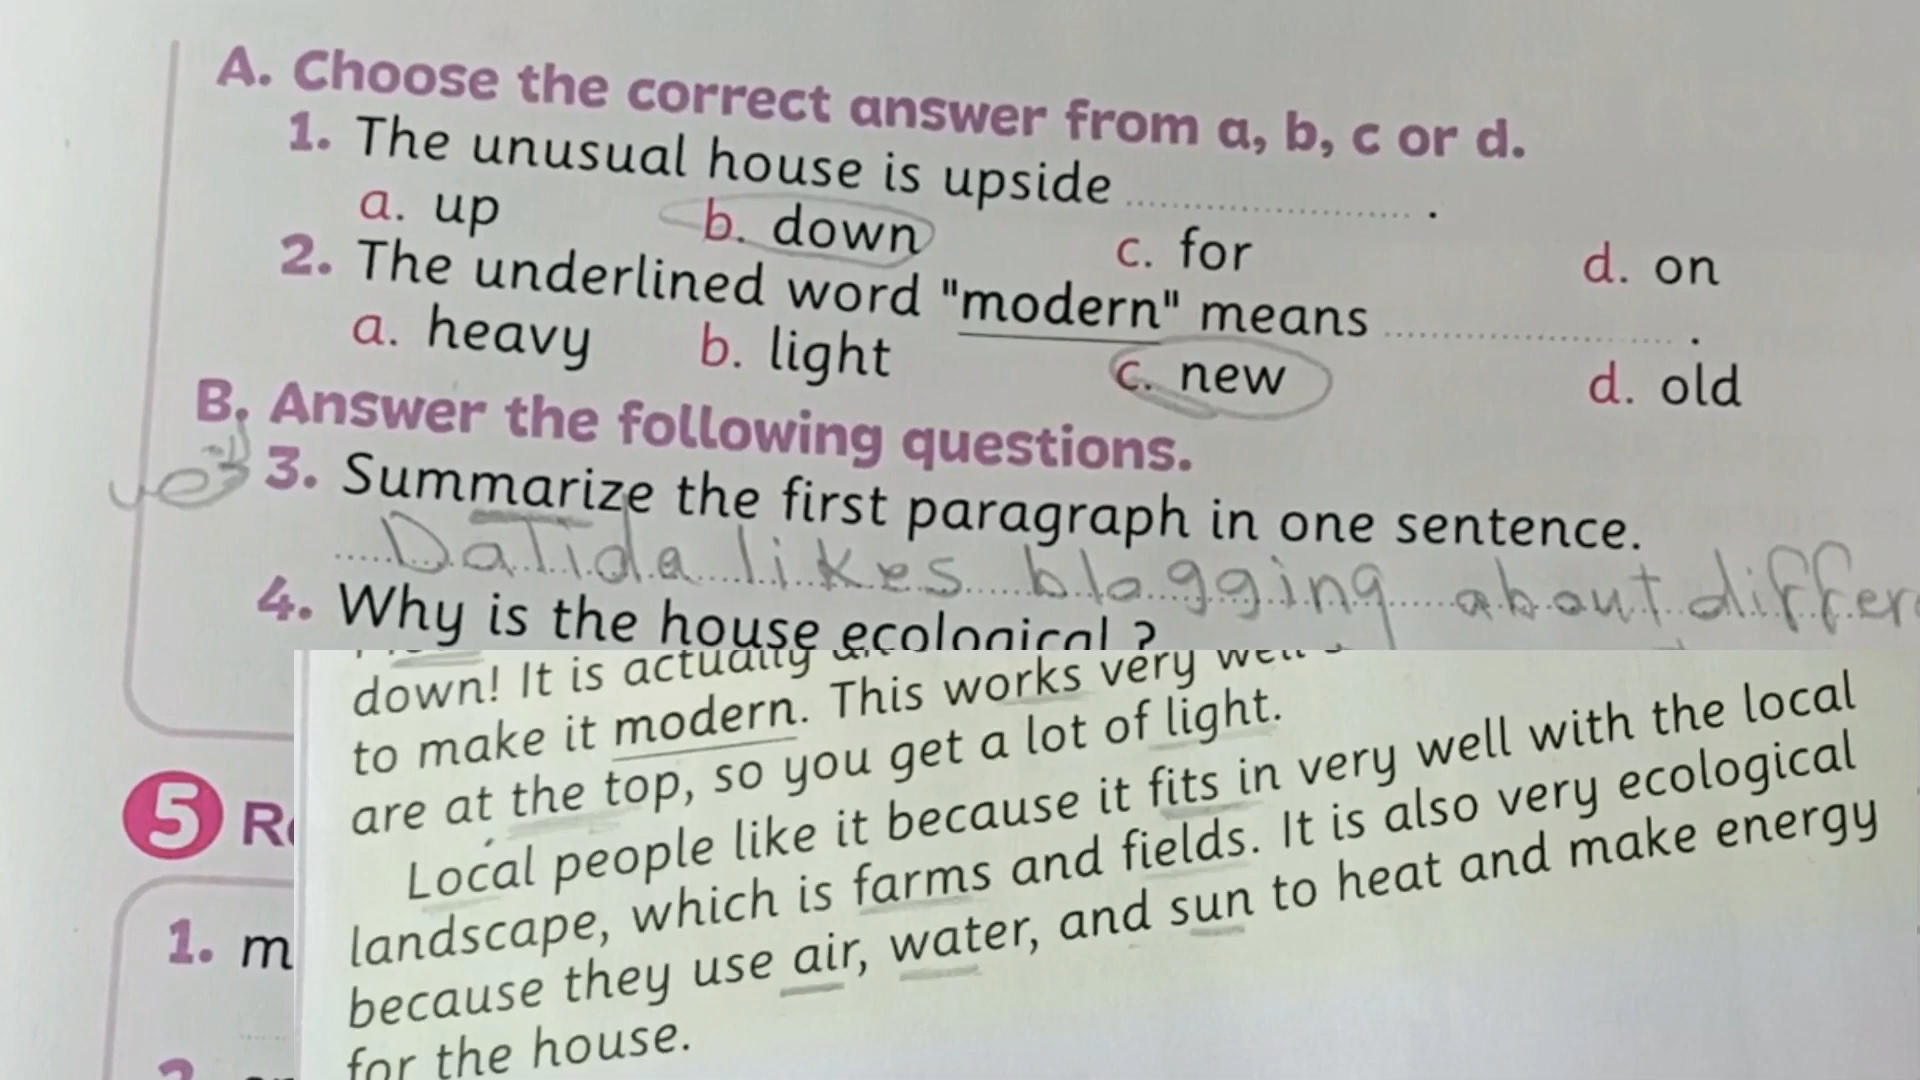 A. Choose the correct answer from a, b, c or d.
1. The unusual house is upside .
a. up b. down c. for d. on
2. The underlined word "modern" means .
a. heavy b. light c. new d. old
B. Answer the following questions.
3. Summarize the first paragraph in one sentence.
Dalida likes blogging about differ
4. Why is the house ecological ?
down! It is actually
to make it modern. This works very well
are at the top, so you get a lot of light.
Local people like it because it fits in very well with the local
landscape, which is farms and fields. It is also very ecological
because they use air, water, and sun to heat and make energy
for the house.
5 R
1. m